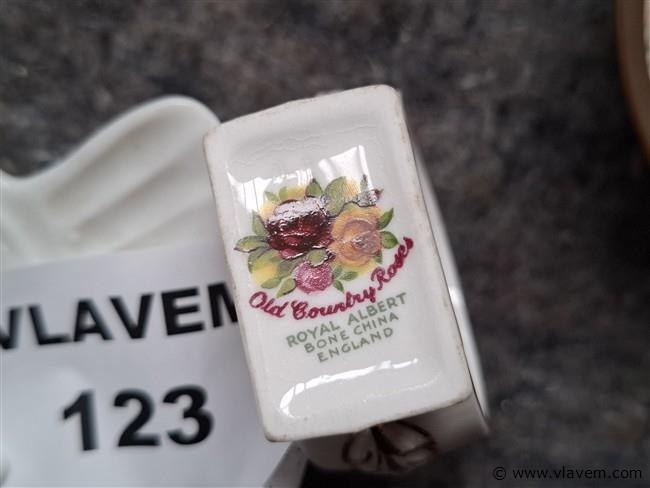 Old Country Roses
ROYAL ALBERT
BONE CHINA
ENGLAND
VLAVEM
123
© www.vlavem.com